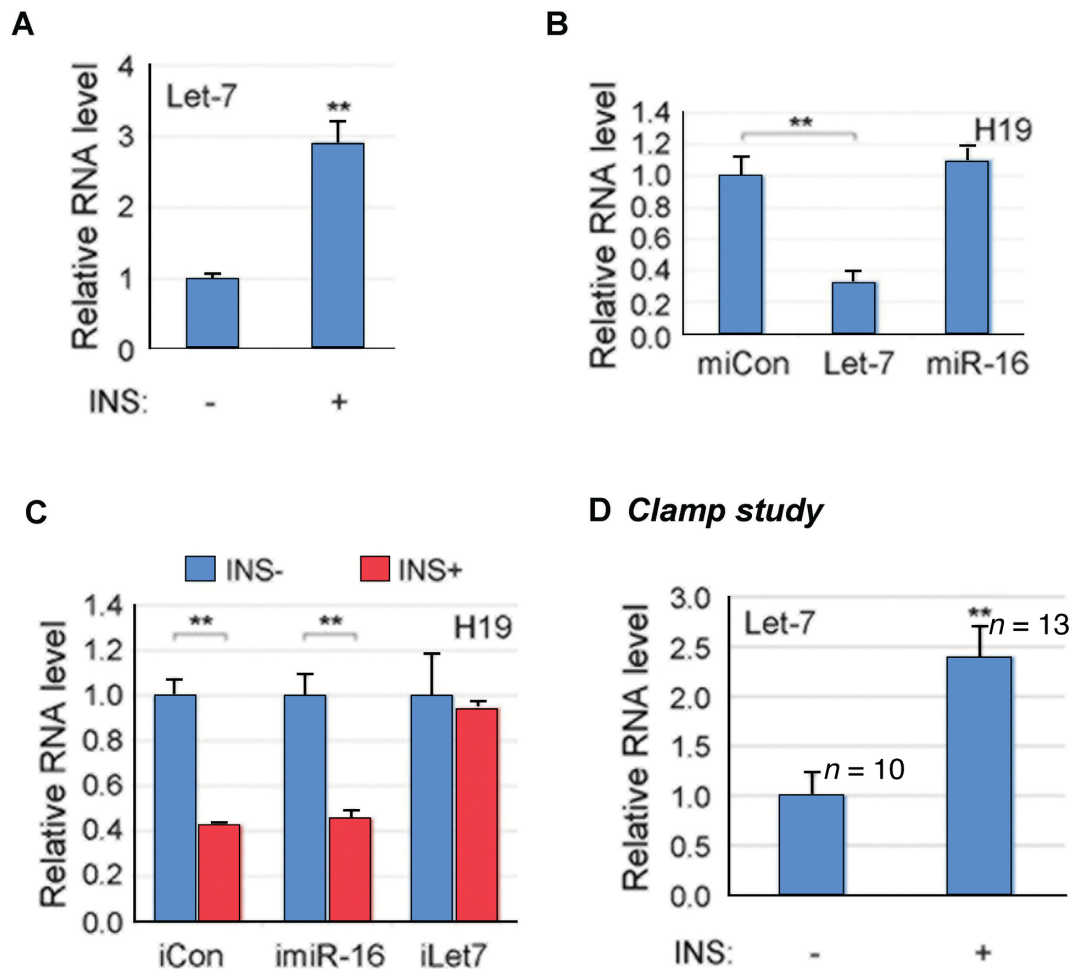 A
Relative RNA level
4
3
2
1
0
Let-7
**
INS: - +
B
Relative RNA level
1.4
1.2
1.0
0.8
0.6
0.4
0.2
0.0
**
H19
miCon Let-7 miR-16
C
INS- INS+
Relative RNA level
1.4
1.2
1.0
0.8
0.6
0.4
0.2
0.0
** **
H19
iCon imiR-16 iLet7
D Clamp study
Relative RNA level
3.0
2.5
2.0
1.5
1.0
0.5
0.0
Let-7
**
n = 13
n = 10
INS: - +